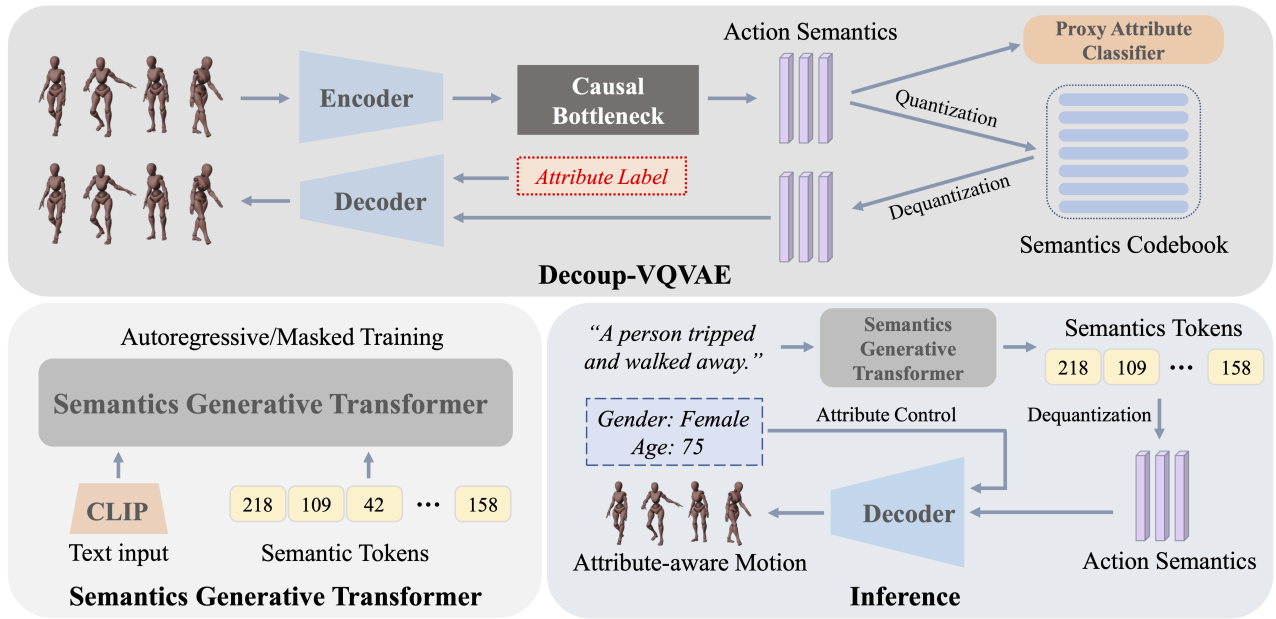 Action Semantics
Proxy Attribute
Classifier
Encoder
Causal
Bottleneck
Quantization
Attribute Label
Decoder
Dequantization
Semantics Codebook
Decoup-VQVAE
Autoregressive/Masked Training
Semantics Generative Transformer
CLIP
218 109 42 ··· 158
Text input
Semantic Tokens
Semantics Generative Transformer
“A person tripped
and walked away.”
Semantics
Generative
Transformer
Semantics Tokens
218 109 ··· 158
Gender: Female
Age: 75
Attribute Control
Dequantization
Decoder
Attribute-aware Motion
Action Semantics
Inference